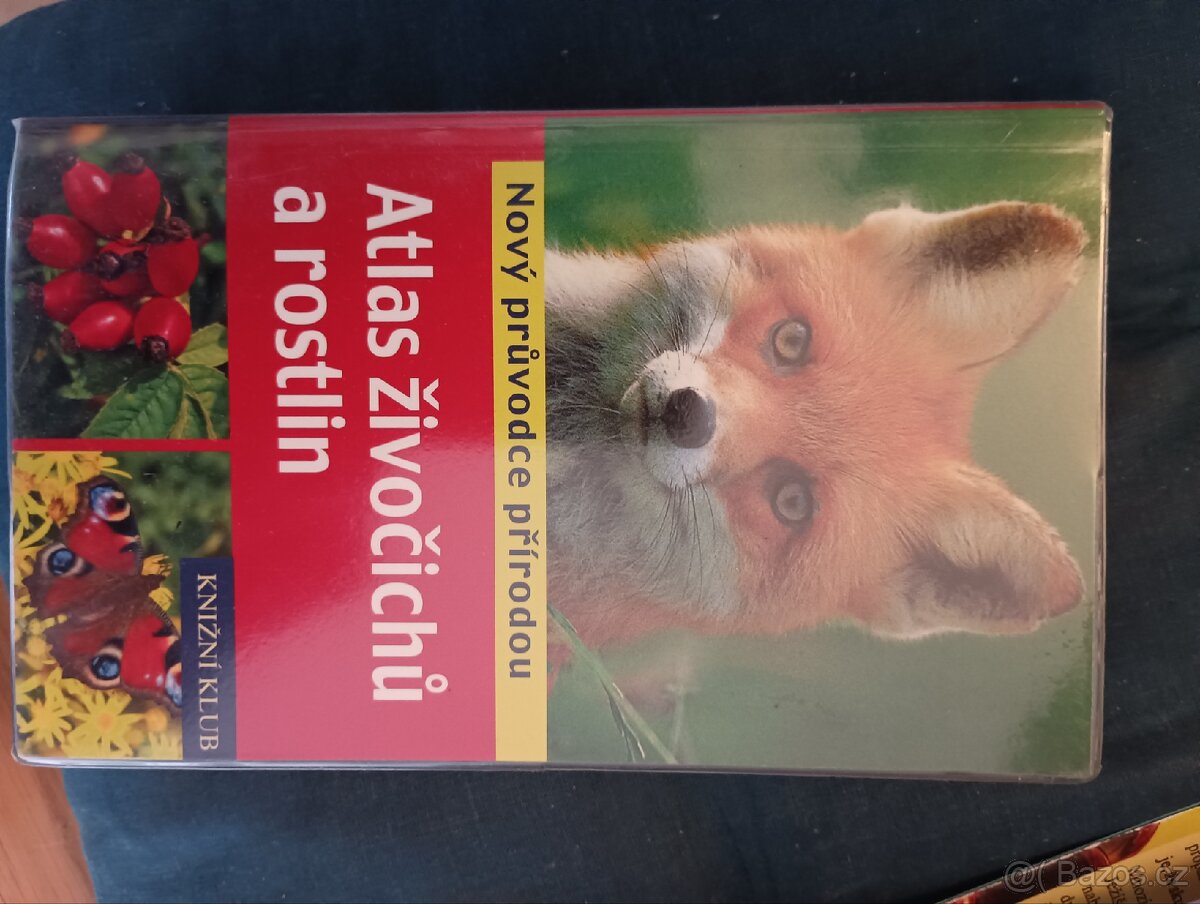 Nový průvodce přírodou
Atlas živočichů
a rostlin
KNIŽNÍ KLUB
@( Bazos.cz